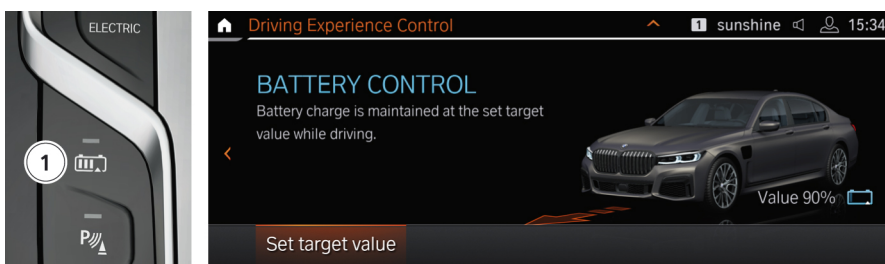 ELECTRIC
1
P
Driving Experience Control
1 sunshine 15:34
BATTERY CONTROL
Battery charge is maintained at the set target
value while driving.
Value 90%
Set target value